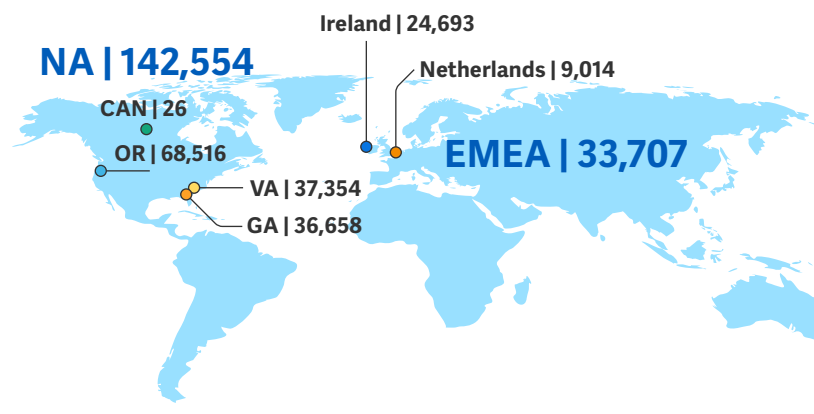 Ireland | 24,693
NA | 142,554
Netherlands | 9,014
CAN | 26
OR | 68,516
EMEA | 33,707
VA | 37,354
GA | 36,658